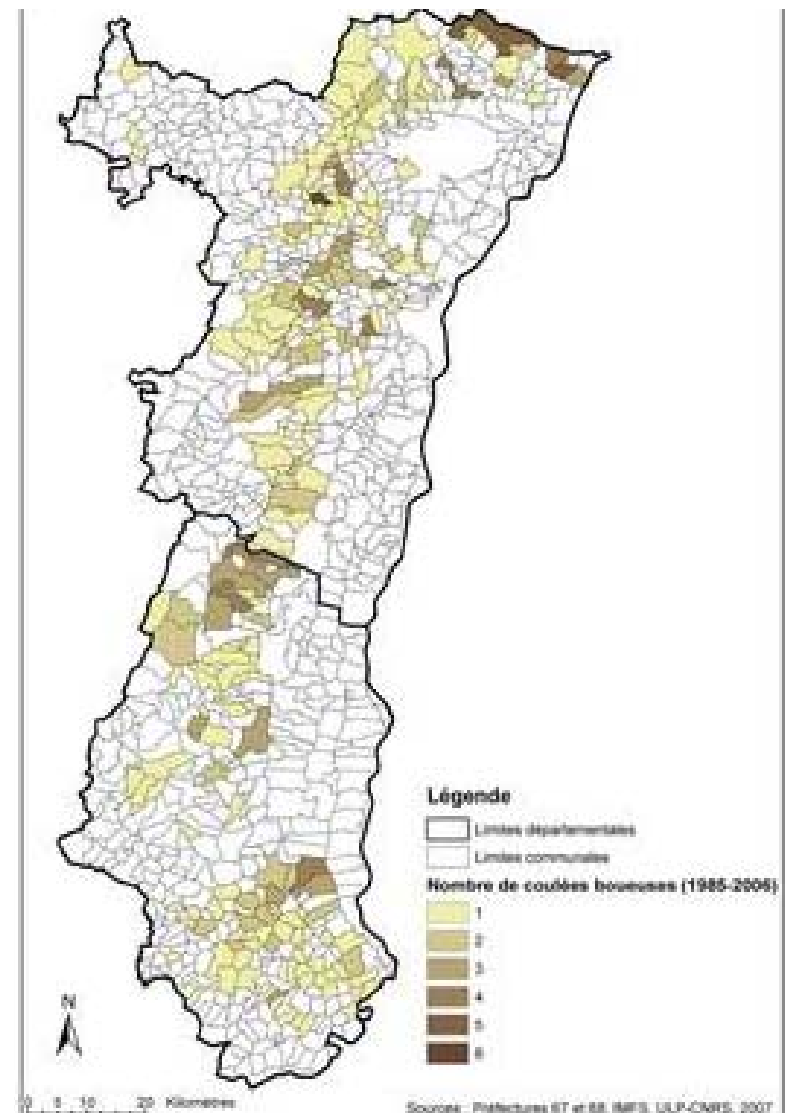 Légende
Limites départementales
Limites communales
Nombre de coulées boueuses (1985-2006)
1
2
3
4
5
6
N
0 5 10 20 Kilomètres
Sources : Préfectures 67 et 68, IMFS, ULP-CNRS, 2007